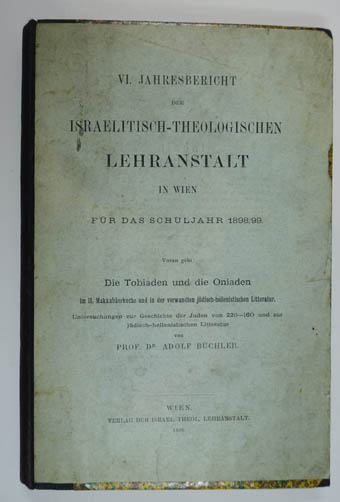 VI. JAHRESBERICHT
DER
ISRAELITISCH-THEOLOGISCHEN
LEHRANSTALT
IN WIEN
FÜR DAS SCHULJAHR 1898/99.
Voran geht
Die Tobiaden und die Oniaden
im II. Makkabäerbuche und in der verwandten jüdisch-hellenistischen Litteratur.
Untersuchungen zur Geschichte der Juden von 220–160 und zur
jüdisch-hellenistischen Litteratur
von
PROF. DR. ADOLF BÜCHLER.
WIEN.
VERLAG DER ISRAEL. THEOL. LEHRANSTALT.
1899.